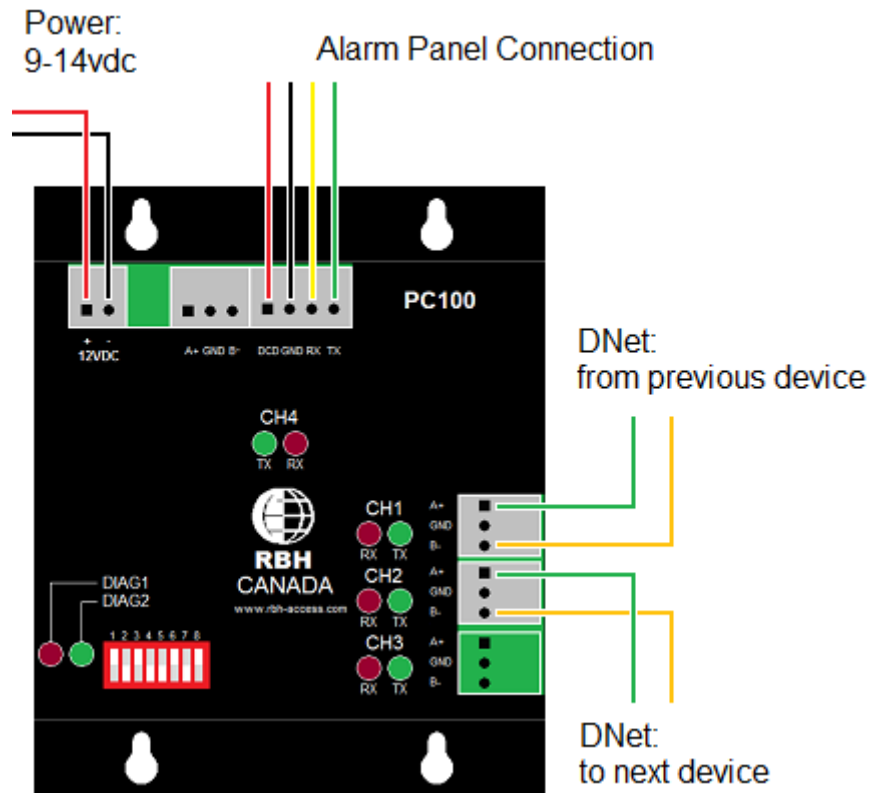 Power:
9-14vdc
Alarm Panel Connection
PC100
+ -
12VDC
A+ GND B-
DCD GND RX TX
DNet:
from previous device
CH4
TX RX
RBH
CANADA
www.rbh-access.com
CH1
RX TX
A+
GND
B-
CH2
RX TX
A+
GND
B-
CH3
RX TX
A+
GND
B-
DIAG1
DIAG2
1 2 3 4 5 6 7 8
DNet:
to next device